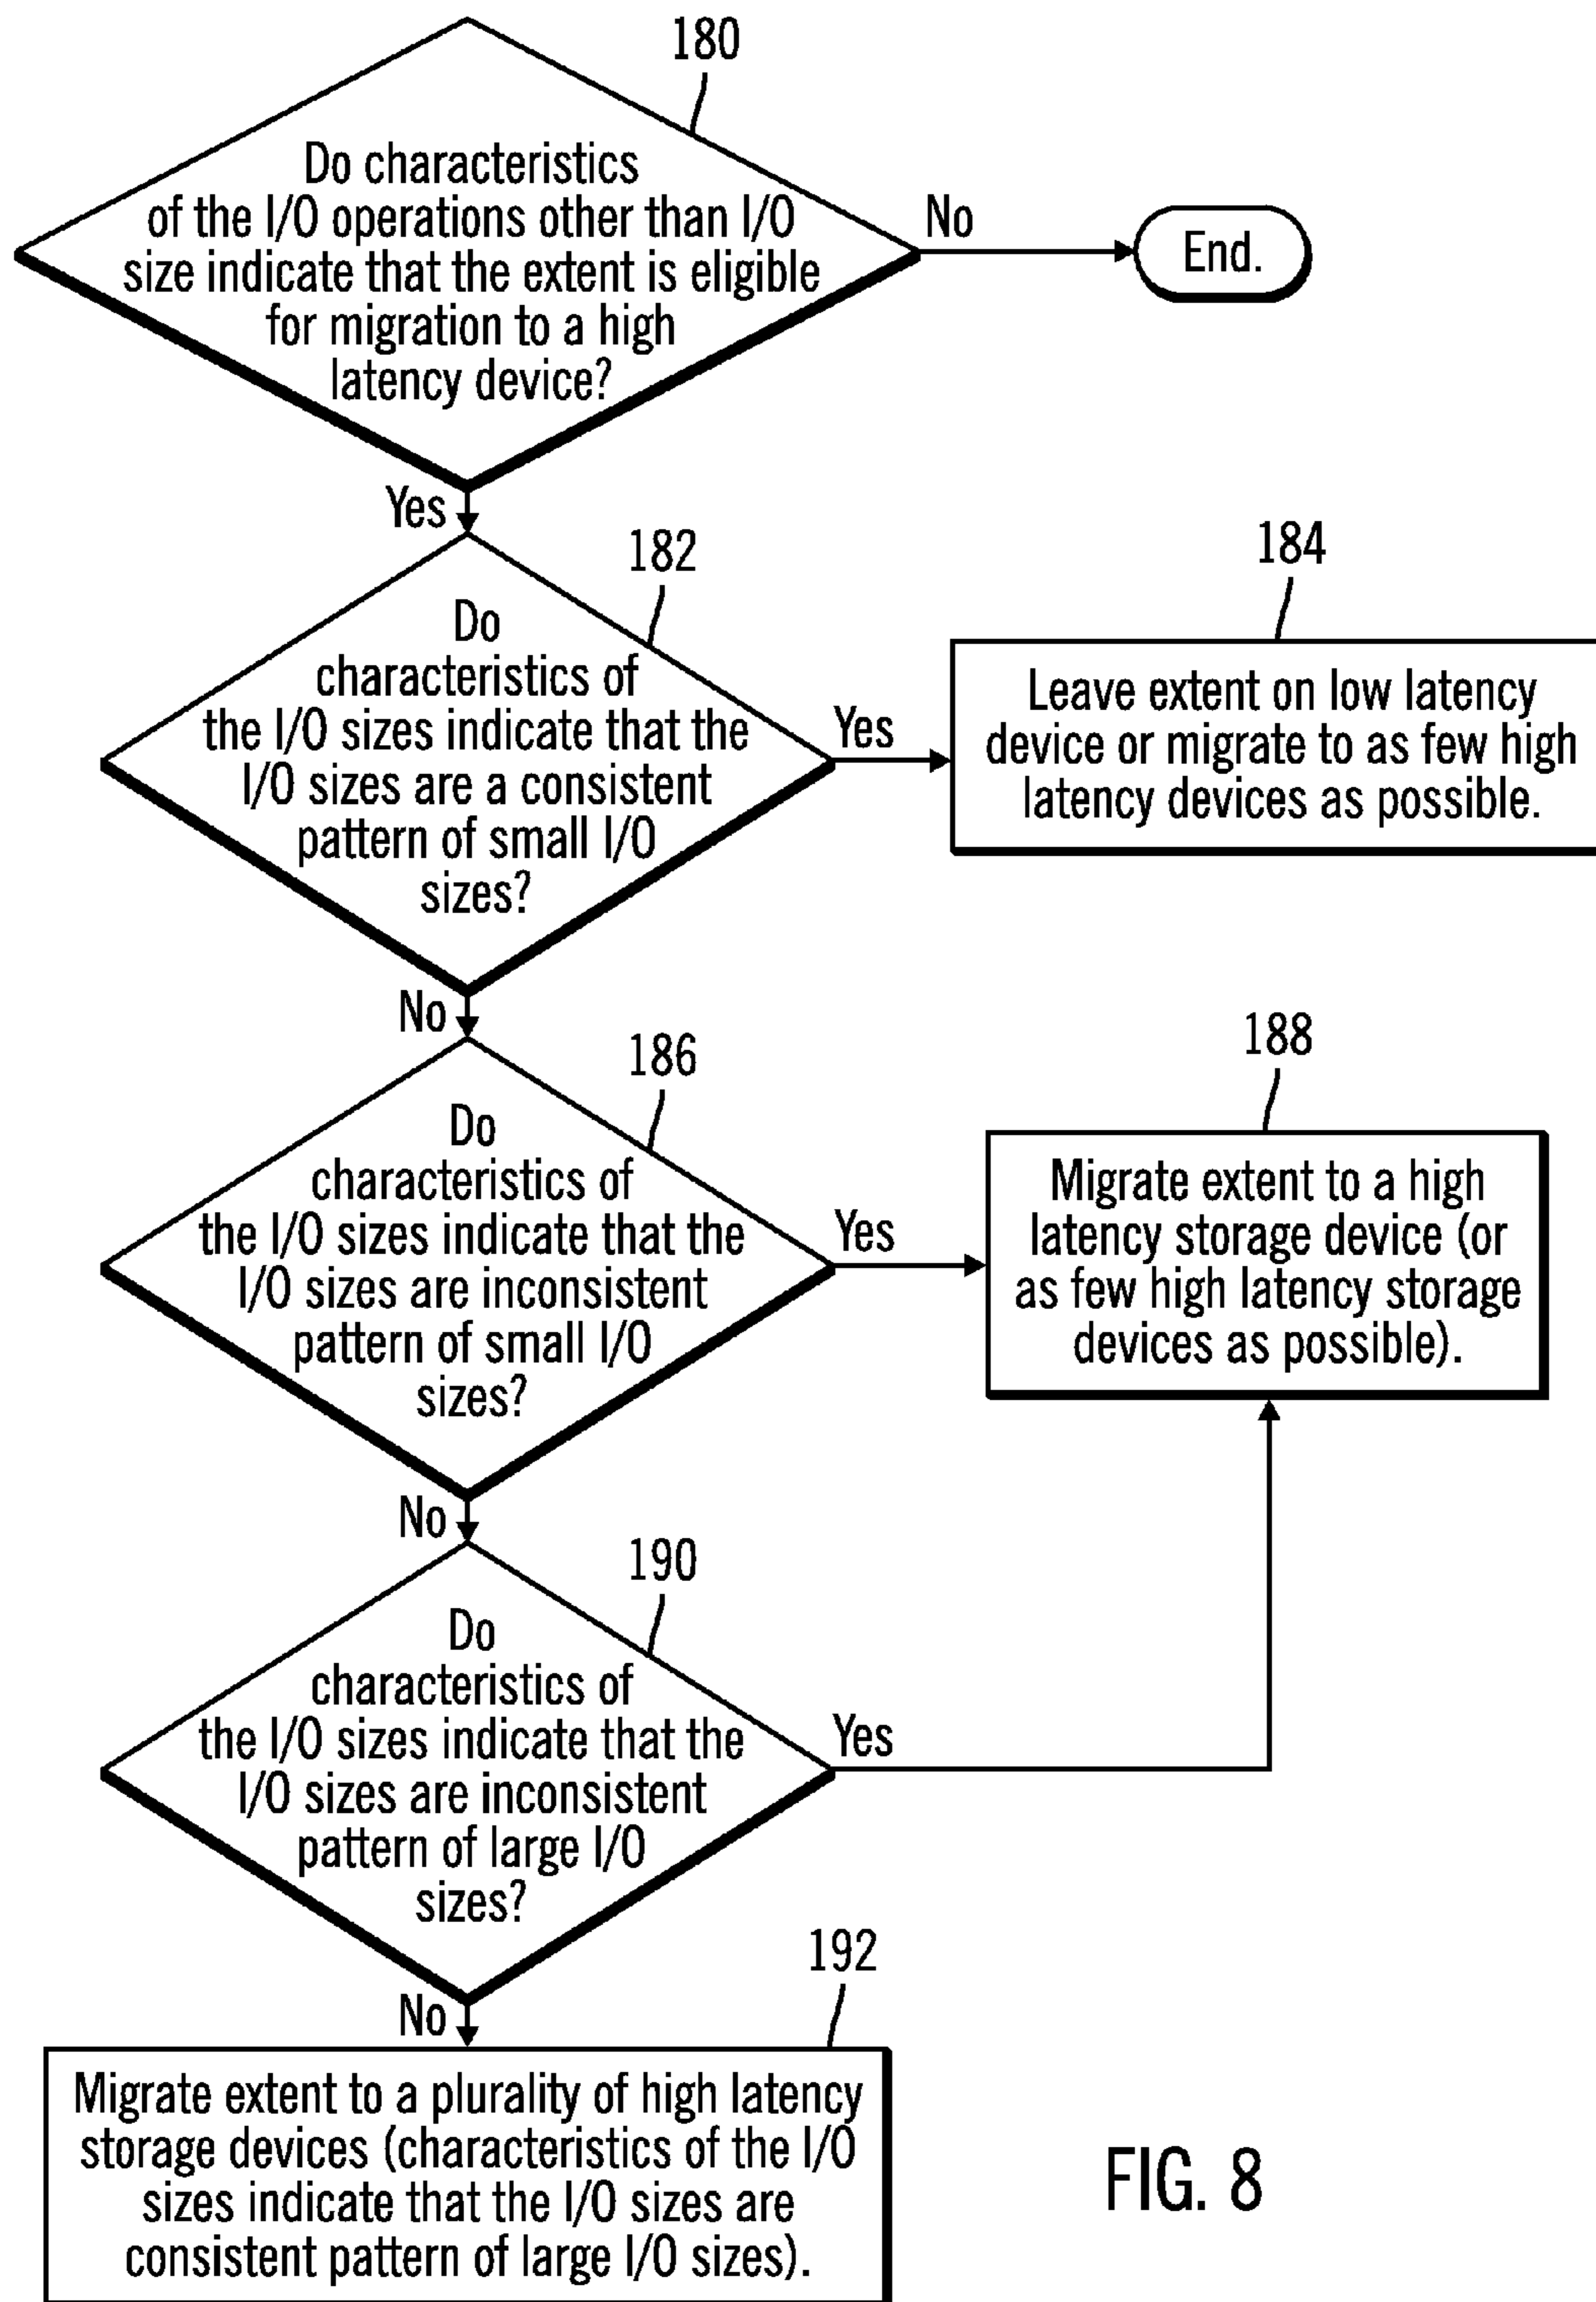 180
Do characteristics
of the I/O operations other than I/O
size indicate that the extent is eligible
for migration to a high
latency device?
No
End.
Yes
182
Do
characteristics of
the I/O sizes indicate that the
I/O sizes are a consistent
pattern of small I/O
sizes?
Yes
184
Leave extent on low latency
device or migrate to as few high
latency devices as possible.
No
186
Do
characteristics of
the I/O sizes indicate that the
I/O sizes are inconsistent
pattern of small I/O
sizes?
Yes
188
Migrate extent to a high
latency storage device (or
as few high latency storage
devices as possible).
No
190
Do
characteristics of
the I/O sizes indicate that the
I/O sizes are inconsistent
pattern of large I/O
sizes?
Yes
No
192
Migrate extent to a plurality of high latency
storage devices (characteristics of the I/O
sizes indicate that the I/O sizes are
consistent pattern of large I/O sizes).
FIG. 8